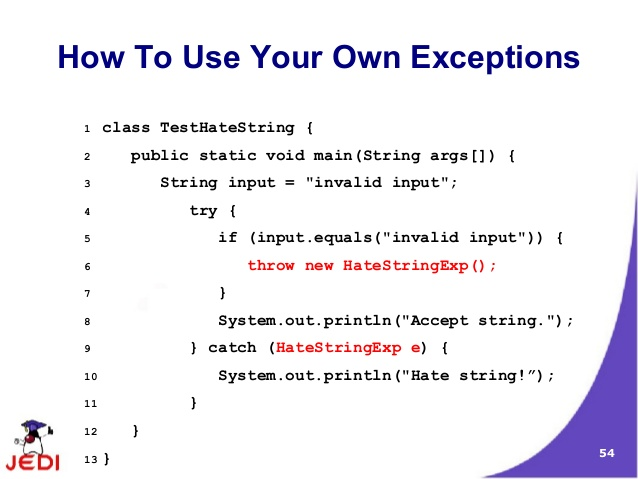 How To Use Your Own Exceptions
1 class TestHateString {
2 public static void main(String args[]) {
3 String input = "invalid input";
4 try {
5 if (input.equals("invalid input")) {
6 throw new HateStringExp();
7 }
8 System.out.println("Accept string.");
9 } catch (HateStringExp e) {
10 System.out.println("Hate string!”);
11 }
12 }
13 }
JEDI
54